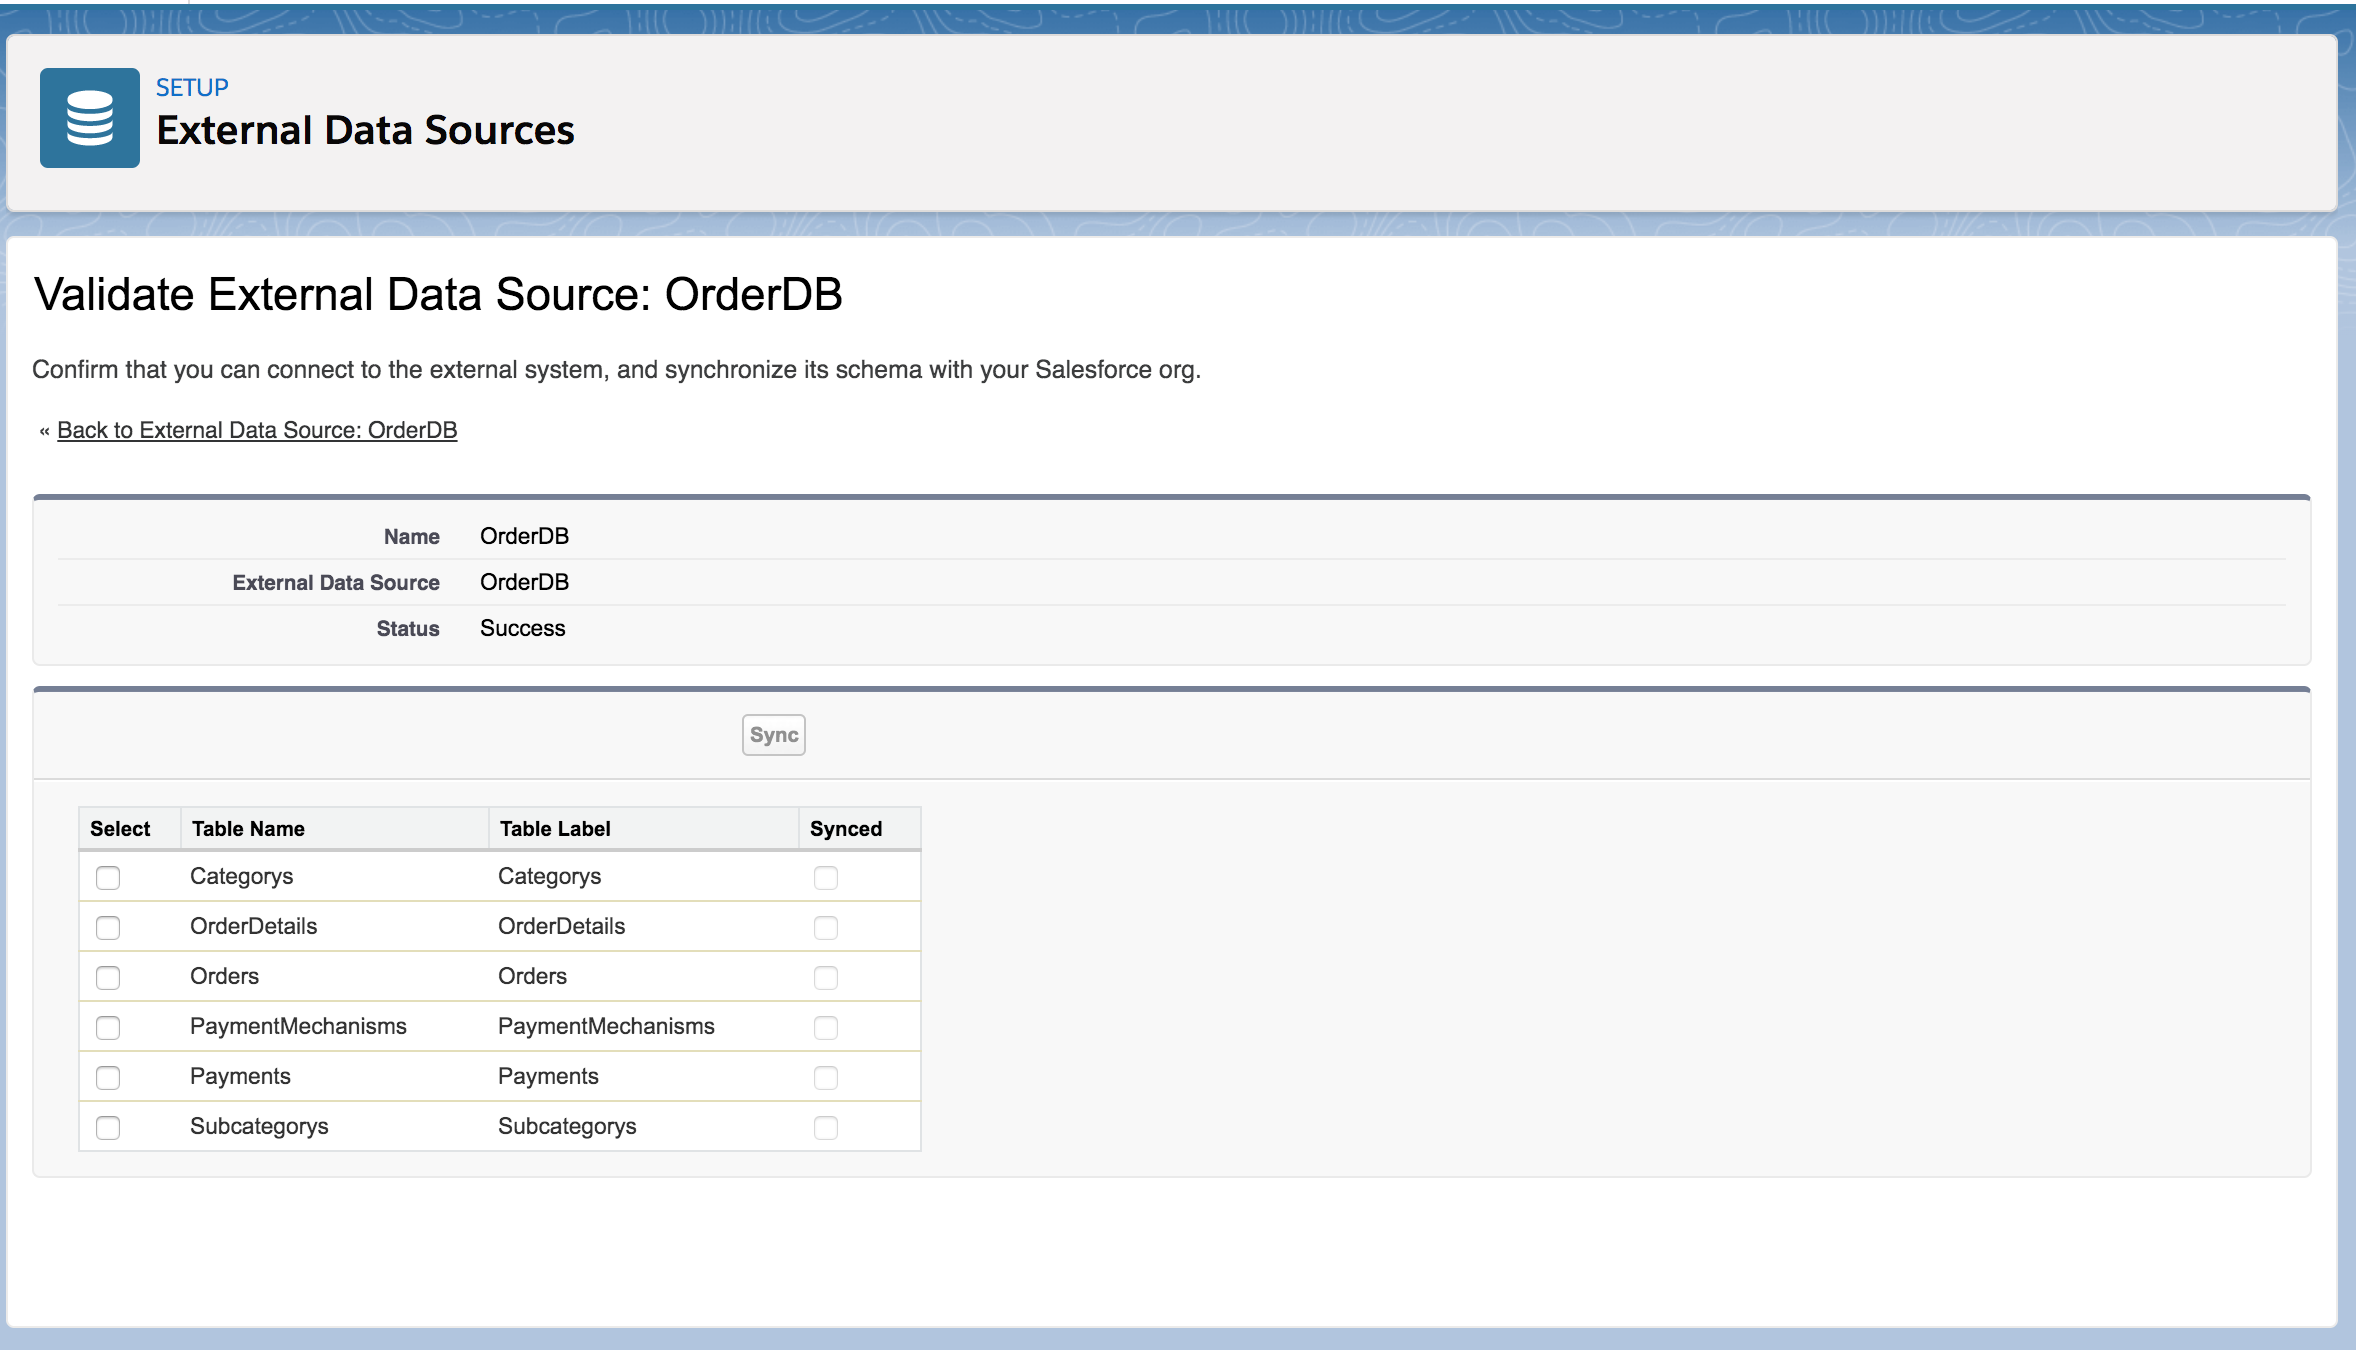 SETUP
External Data Sources
Validate External Data Source: OrderDB
Confirm that you can connect to the external system, and synchronize its schema with your Salesforce org.
« Back to External Data Source: OrderDB
Name OrderDB
External Data Source OrderDB
Status Success
Sync
Select Table Name Table Label Synced
Categorys Categorys
OrderDetails OrderDetails
Orders Orders
PaymentMechanisms PaymentMechanisms
Payments Payments
Subcategorys Subcategorys